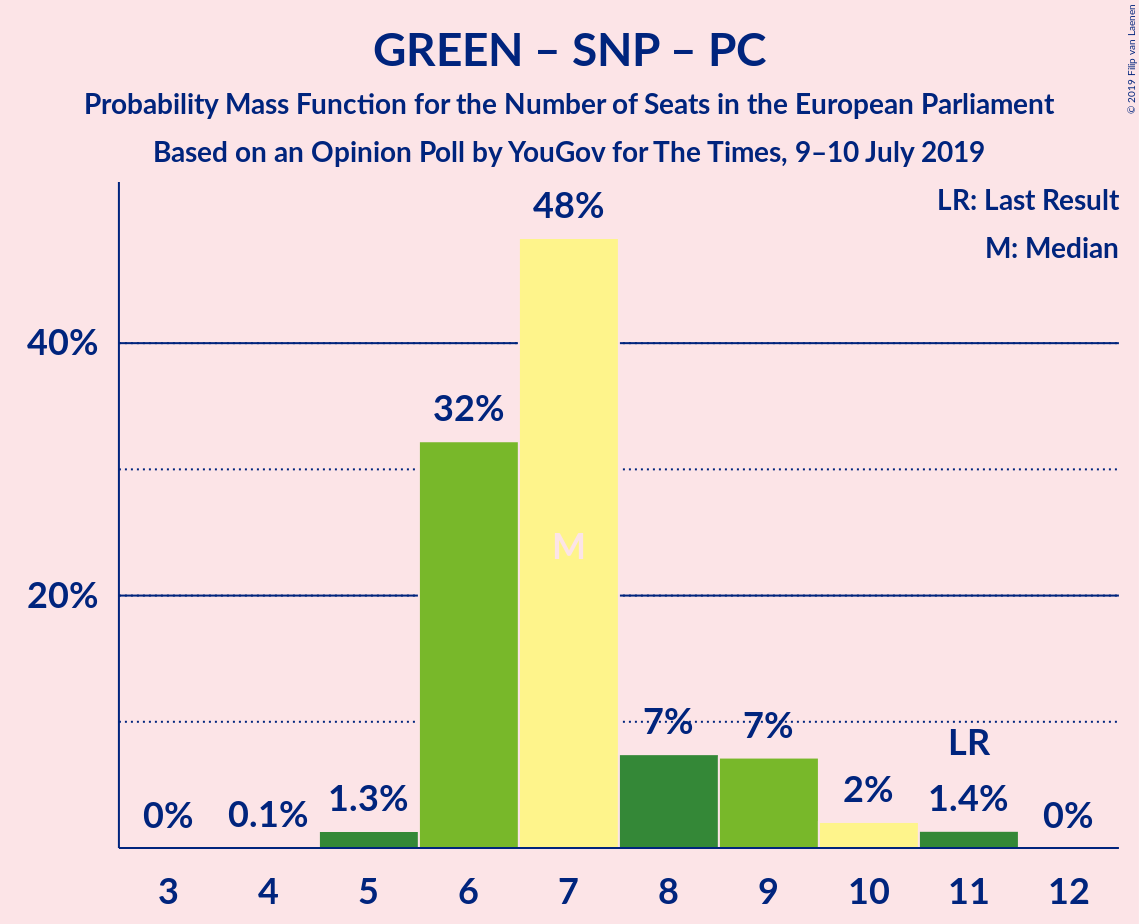 GREEN – SNP – PC
Probability Mass Function for the Number of Seats in the European Parliament
Based on an Opinion Poll by YouGov for The Times, 9–10 July 2019
© 2019 Filip van Laenen
LR: Last Result
M: Median
48%
40%
32%
M
20%
7%
7%
LR
0%
0.1%
1.3%
2%
1.4%
0%
3 4 5 6 7 8 9 10 11 12